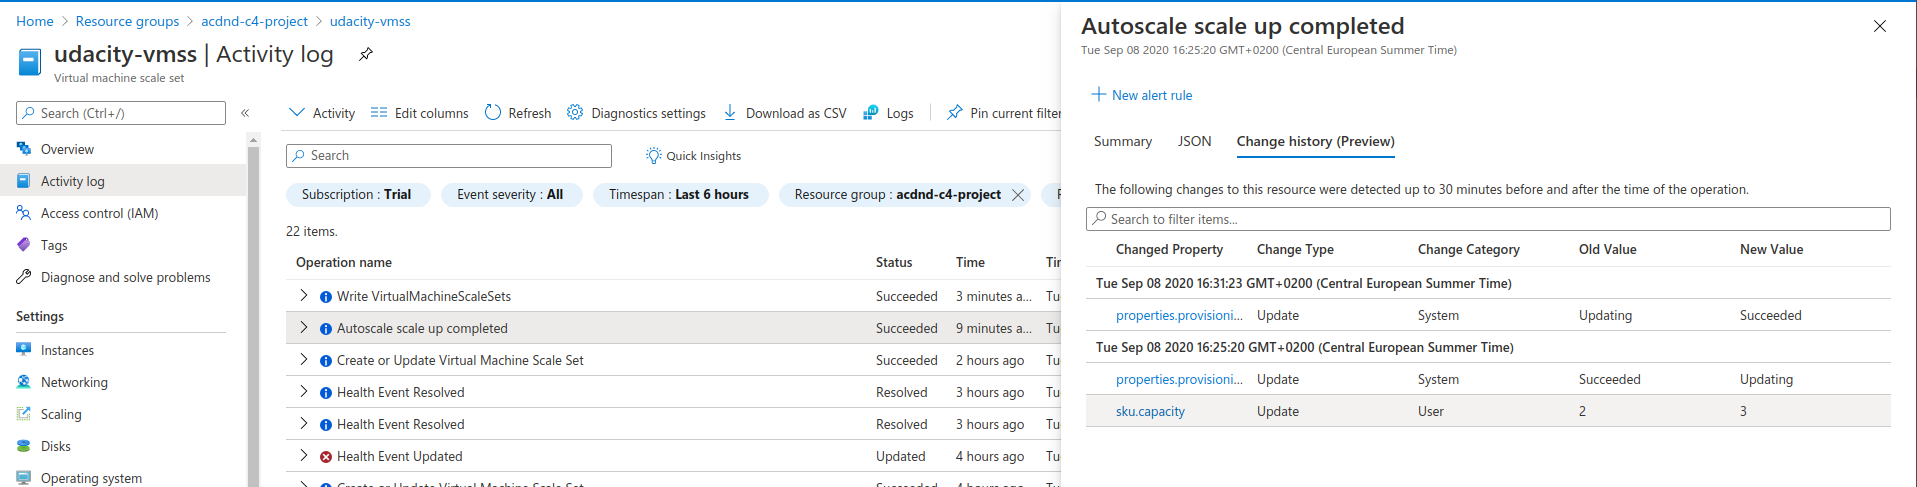 Home > Resource groups > acdnd-c4-project > udacity-vmss
udacity-vmss | Activity log
Virtual machine scale set
Search (Ctrl+/)
«
Overview
Activity log
Access control (IAM)
Tags
Diagnose and solve problems
Settings
Instances
Networking
Scaling
Disks
Operating system
Activity Edit columns Refresh Diagnostics settings Download as CSV Logs Pin current filter
Search Quick Insights
Subscription : Trial Event severity : All Timespan : Last 6 hours Resource group : acdnd-c4-project
22 items.
Operation name Status Time
Write VirtualMachineScaleSets Succeeded 3 minutes a...
Autoscale scale up completed Succeeded 9 minutes a...
Create or Update Virtual Machine Scale Set Succeeded 2 hours ago
Health Event Resolved Resolved 3 hours ago
Health Event Resolved Resolved 3 hours ago
Health Event Updated Updated 4 hours ago
Create or Update Virtual Machine Scale Set Succeeded 4 hours ago
Autoscale scale up completed
Tue Sep 08 2020 16:25:20 GMT+0200 (Central European Summer Time)
New alert rule
Summary JSON Change history (Preview)
The following changes to this resource were detected up to 30 minutes before and after the time of the operation.
Search to filter items...
Changed Property Change Type Change Category Old Value New Value
Tue Sep 08 2020 16:31:23 GMT+0200 (Central European Summer Time)
properties.provisioni... Update System Updating Succeeded
Tue Sep 08 2020 16:25:20 GMT+0200 (Central European Summer Time)
properties.provisioni... Update System Succeeded Updating
sku.capacity Update User 2 3